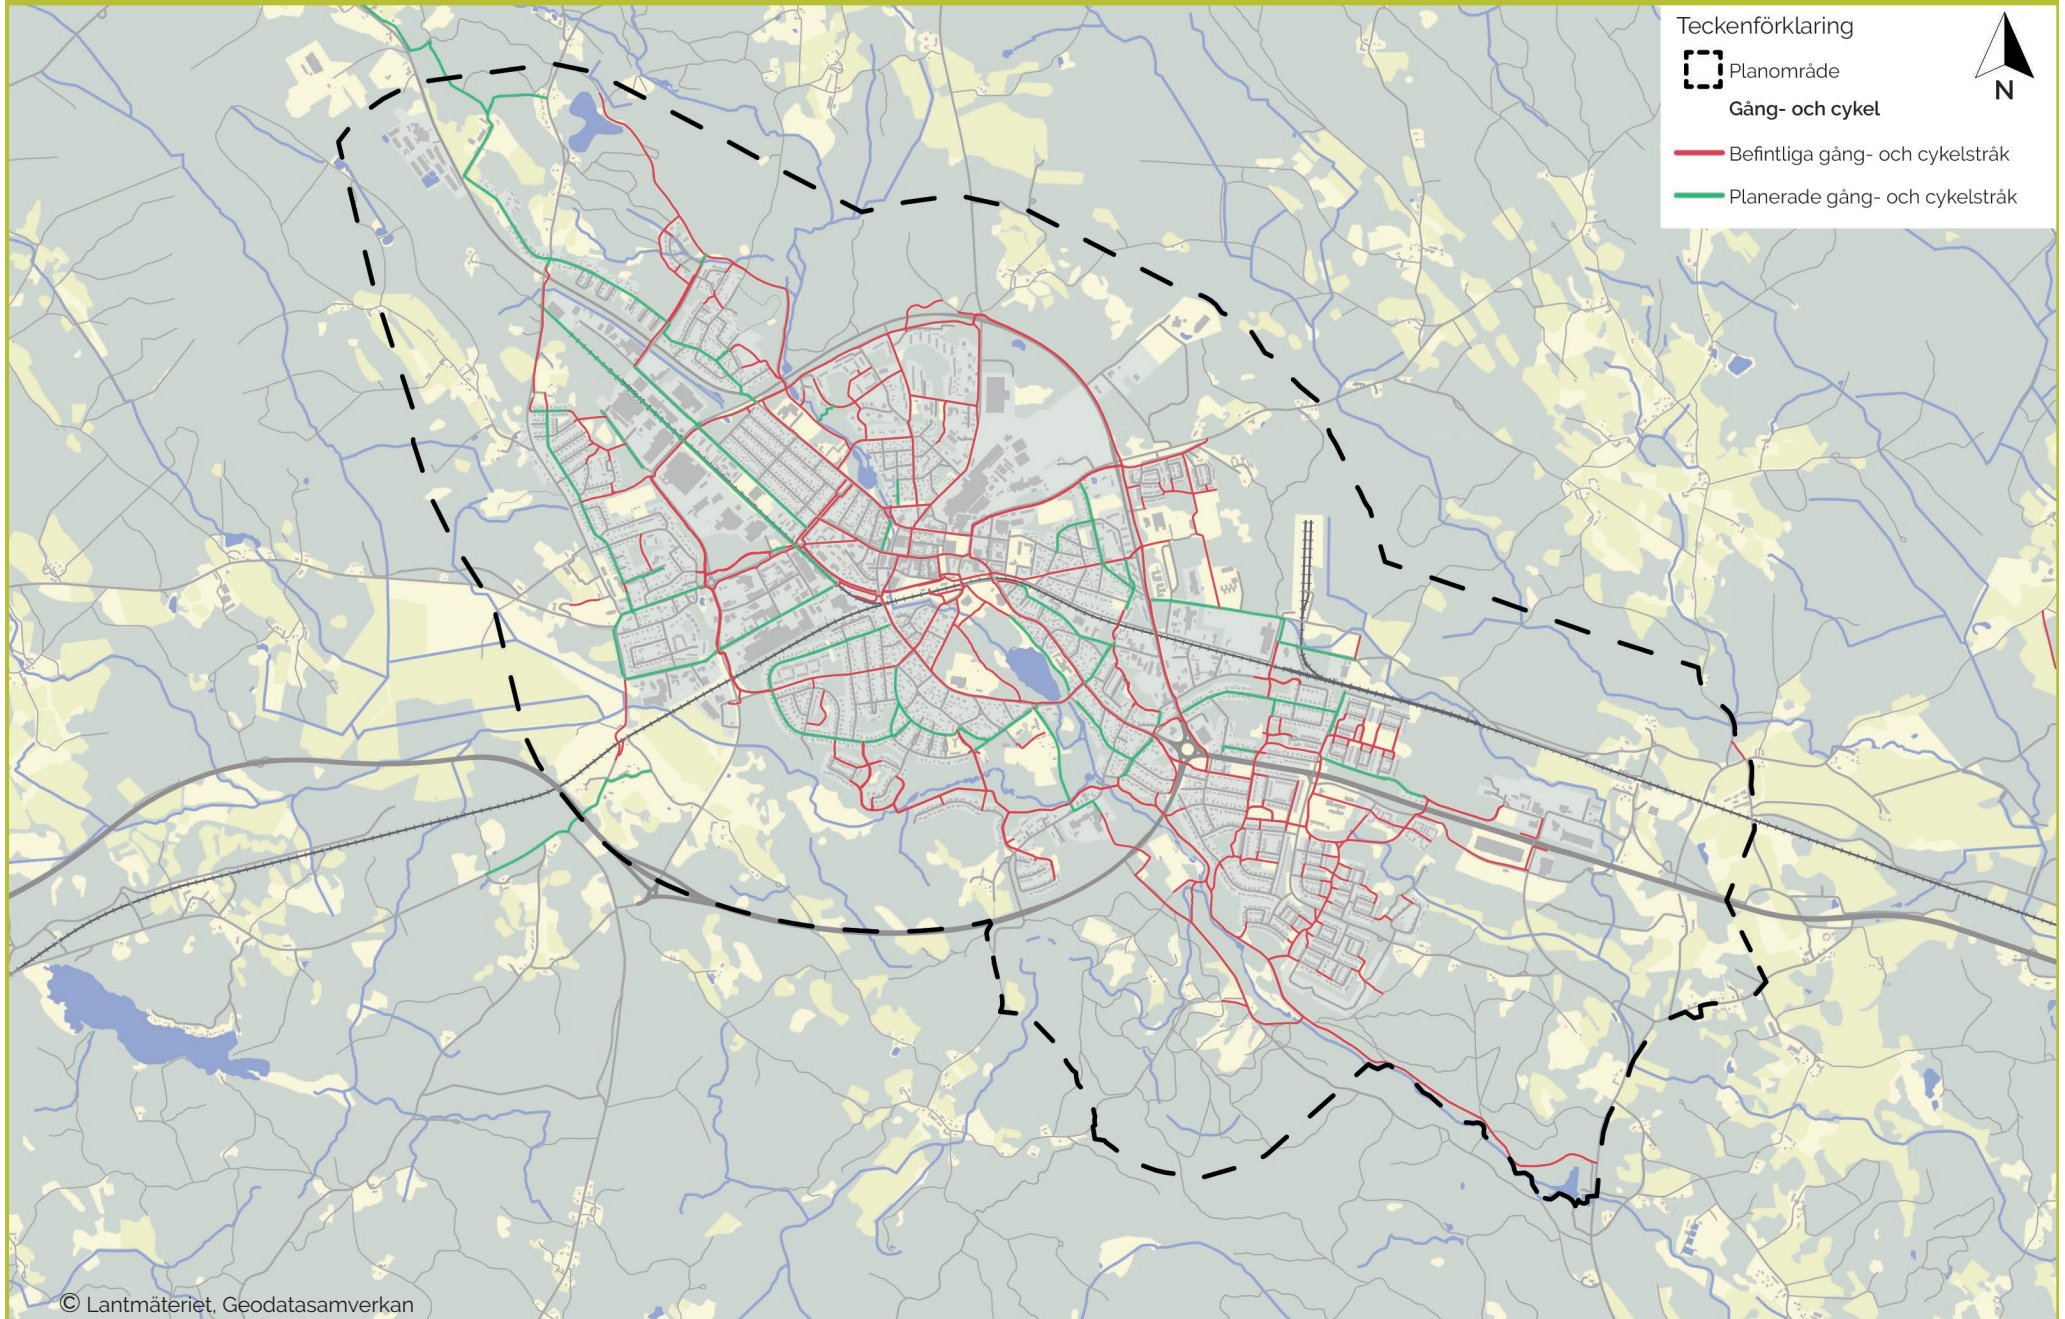 Teckenförklaring
Planområde
N
Gång- och cykel
Befintliga gång- och cykelstråk
Planerade gång- och cykelstråk
© Lantmäteriet, Geodatasamverkan